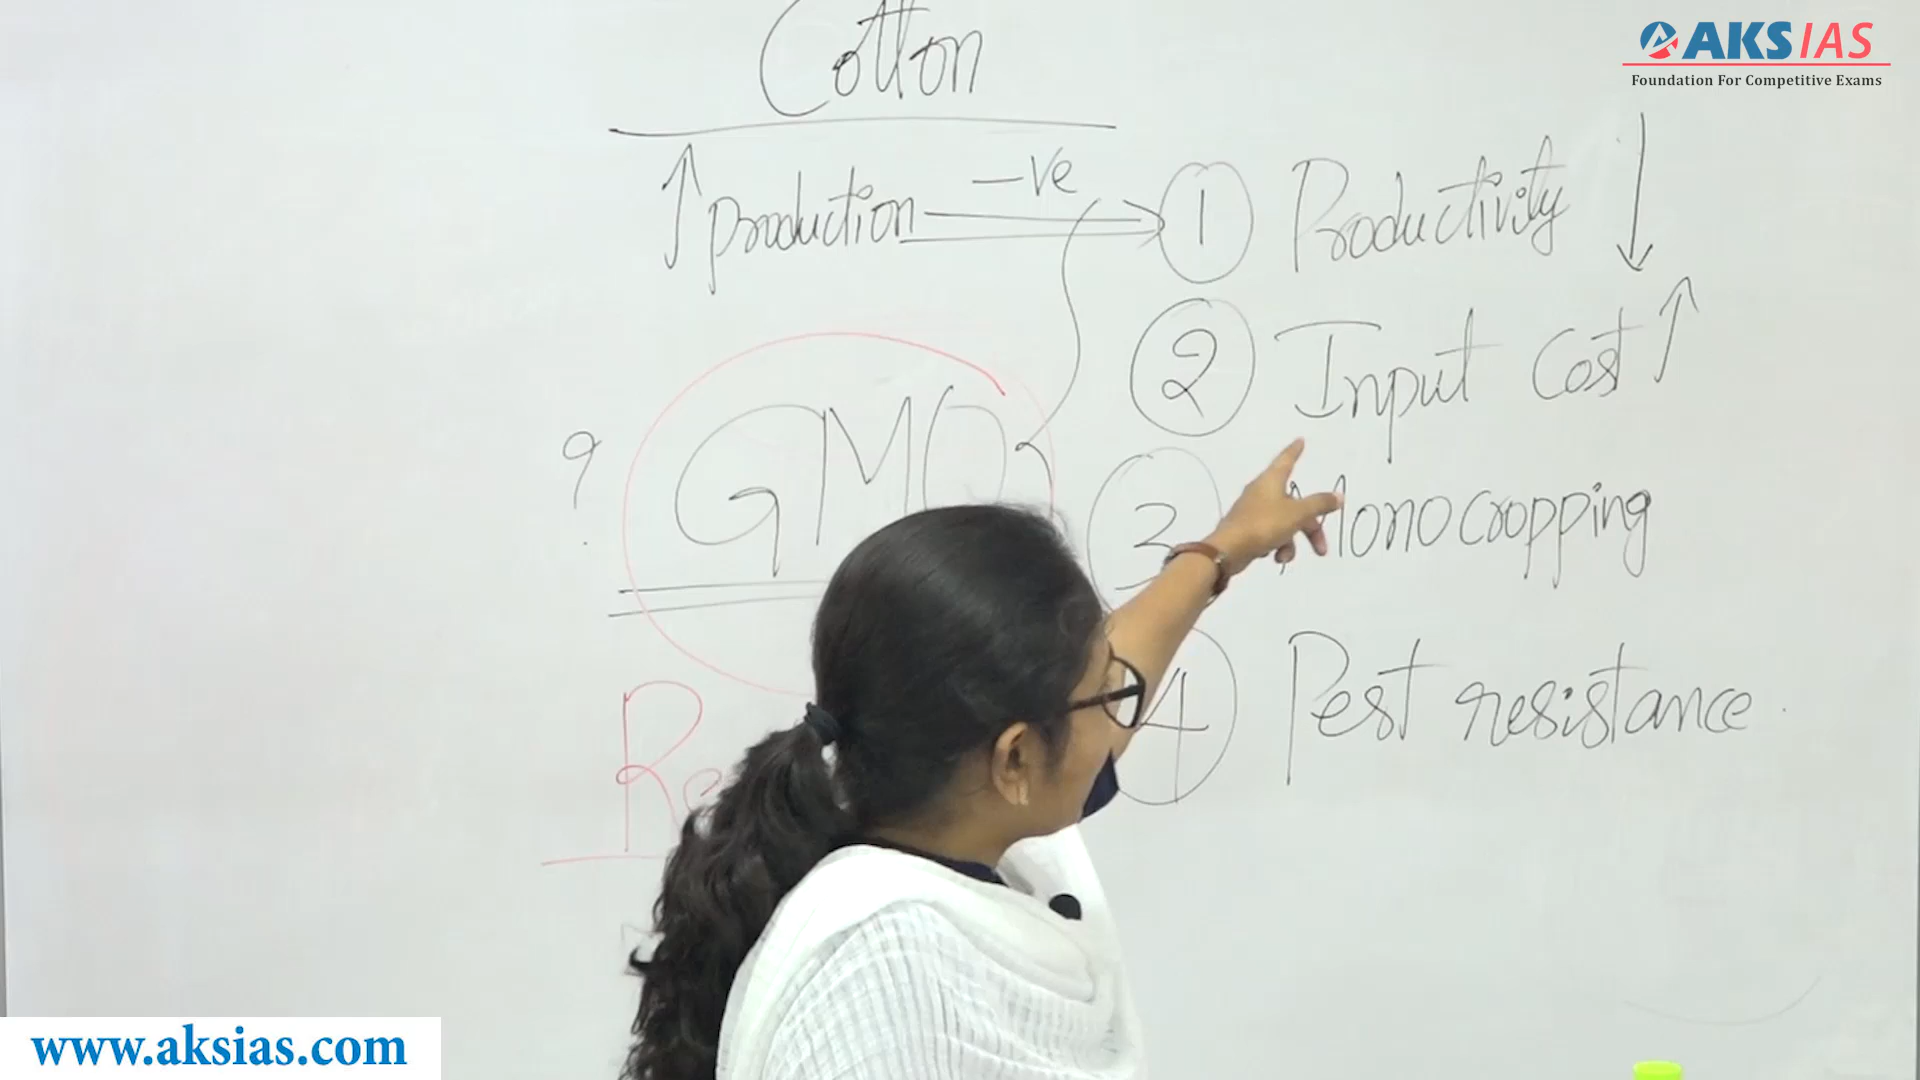 AKS IAS
Foundation For Competitive Exams
Cotton
↑ production -ve → 1 Productivity ↓
2 Input Cost ↑
? GMO
3 Monocropping
4 Pest resistance
www.aksias.com